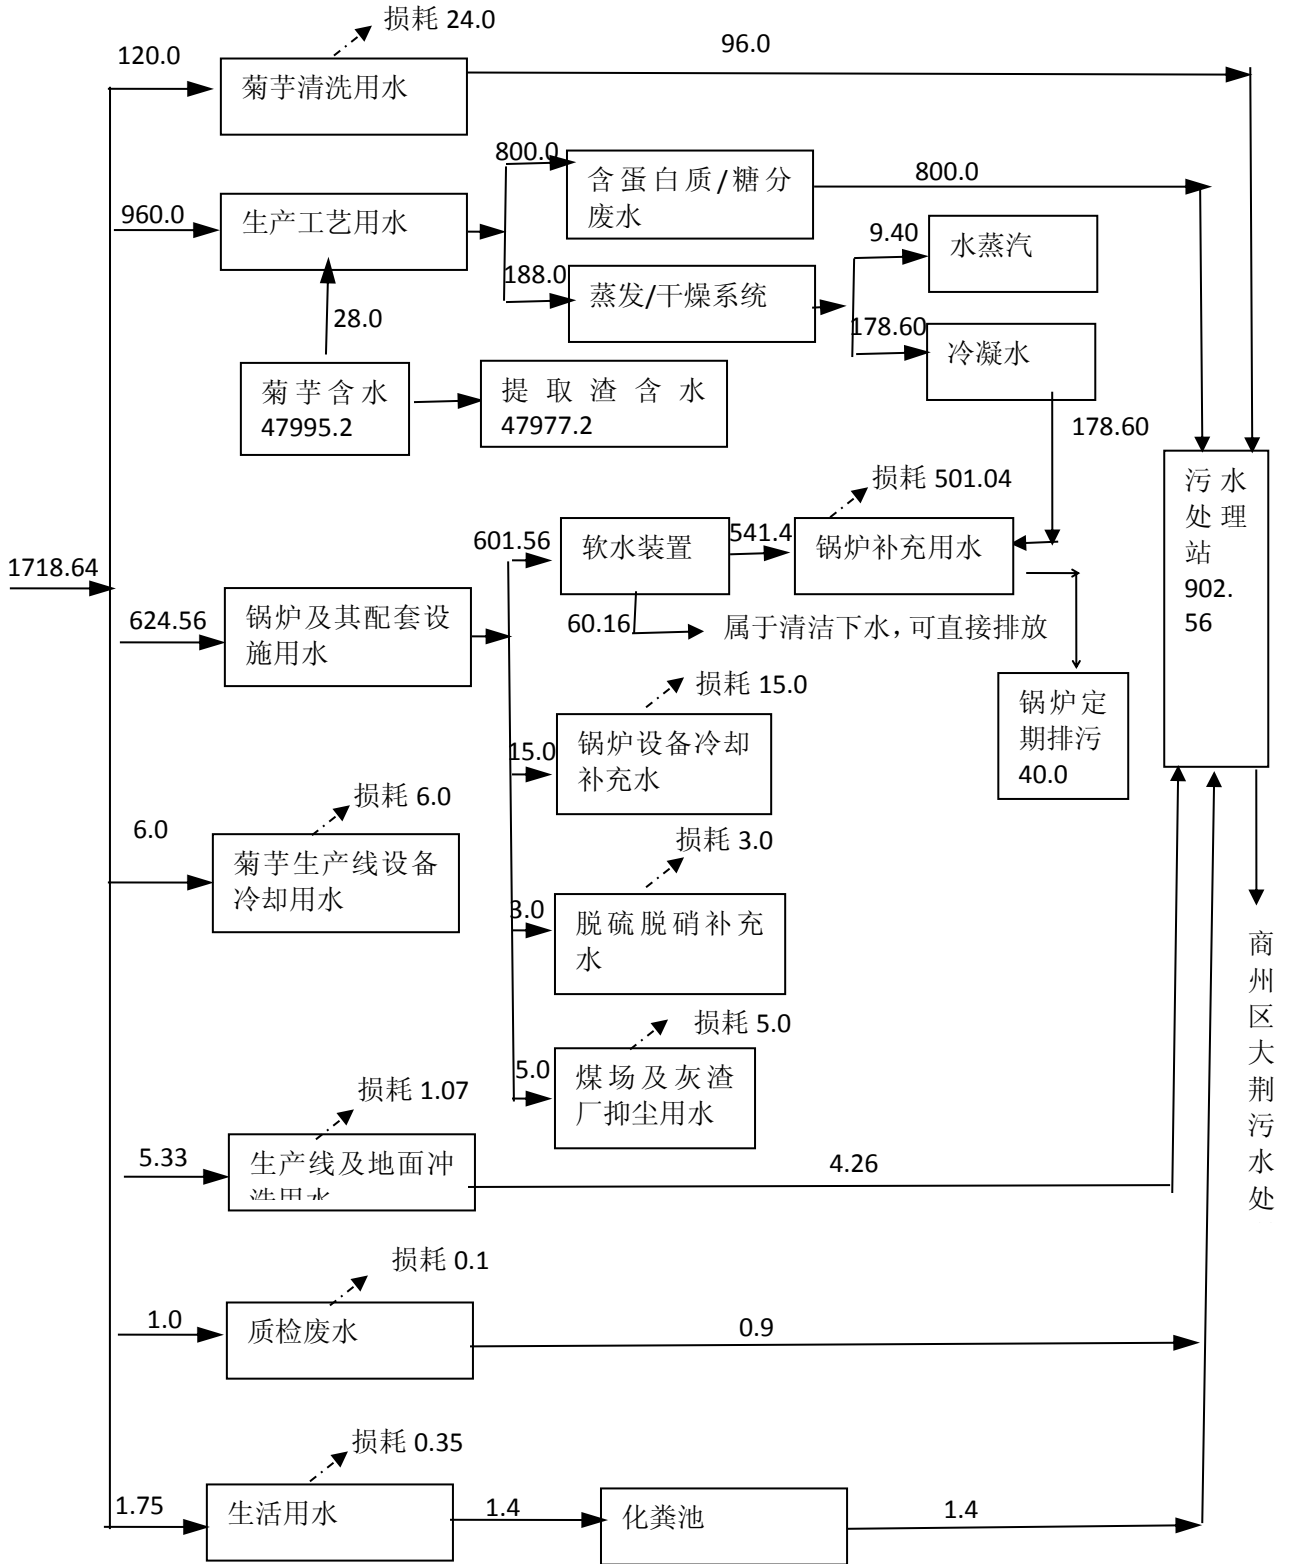 损耗 24.0
120.0
96.0
菊芋清洗用水
800.0
含蛋白质/糖分
废水
800.0
960.0
生产工艺用水
9.40
水蒸汽
188.0
蒸发/干燥系统
28.0
178.60
冷凝水
菊芋含水
47995.2
提取渣含水
47977.2
178.60
污水
处理
站
902.
56
损耗 501.04
601.56
软水装置
541.4
锅炉补充用水
1718.64
624.56
锅炉及其配套设
施用水
60.16
属于清洁下水，可直接排放
损耗 15.0
锅炉定
期排污
40.0
15.0
锅炉设备冷却
补充水
损耗 6.0
6.0
菊芋生产线设备
冷却用水
损耗 3.0
3.0
脱硫脱硝补充
水
商
州
区
大
荆
污
水
处
损耗 5.0
5.0
煤场及灰渣
厂抑尘用水
损耗 1.07
5.33
生产线及地面冲
洗用水
4.26
损耗 0.1
1.0
质检废水
0.9
损耗 0.35
1.75
生活用水
1.4
化粪池
1.4